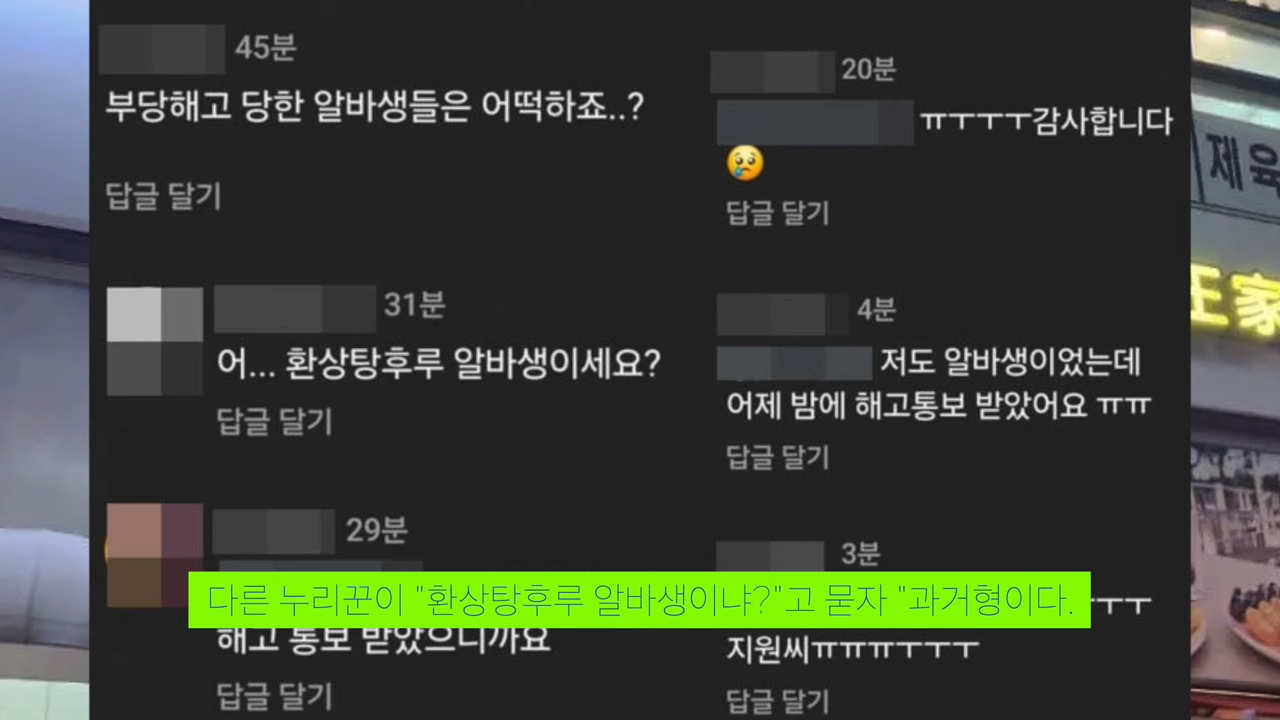 45분
부당해고 당한 알바생들은 어떡하죠..?
답글 달기
31분
어... 환상탕후루 알바생이세요?
답글 달기
29분
해고 통보 받았으니까요
답글 달기
20분
ㅠㅜㅜㅜㅜ감사합니다
답글 달기
4분
저도 알바생이었는데
어제 밤에 해고통보 받았어요 ㅠㅠ
답글 달기
3분
ㅜㅜ
지원씨ㅠㅠㅠㅜㅜㅜ
답글 달기
다른 누리꾼이 "환상탕후루 알바생이냐?"고 묻자 "과거형이다.
제육
王家